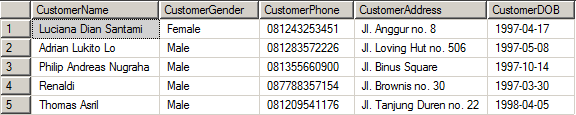 CustomerName CustomerGender CustomerPhone CustomerAddress CustomerDOB
1 Luciana Dian Santami Female 081243253451 Jl. Anggur no. 8 1997-04-17
2 Adrian Lukito Lo Male 081283572226 Jl. Loving Hut no. 506 1997-05-08
3 Philip Andreas Nugraha Male 081355660900 Jl. Binus Square 1997-10-14
4 Renaldi Male 087788357154 Jl. Brownis no. 30 1997-03-30
5 Thomas Asril Male 081209541176 Jl. Tanjung Duren no. 22 1998-04-05